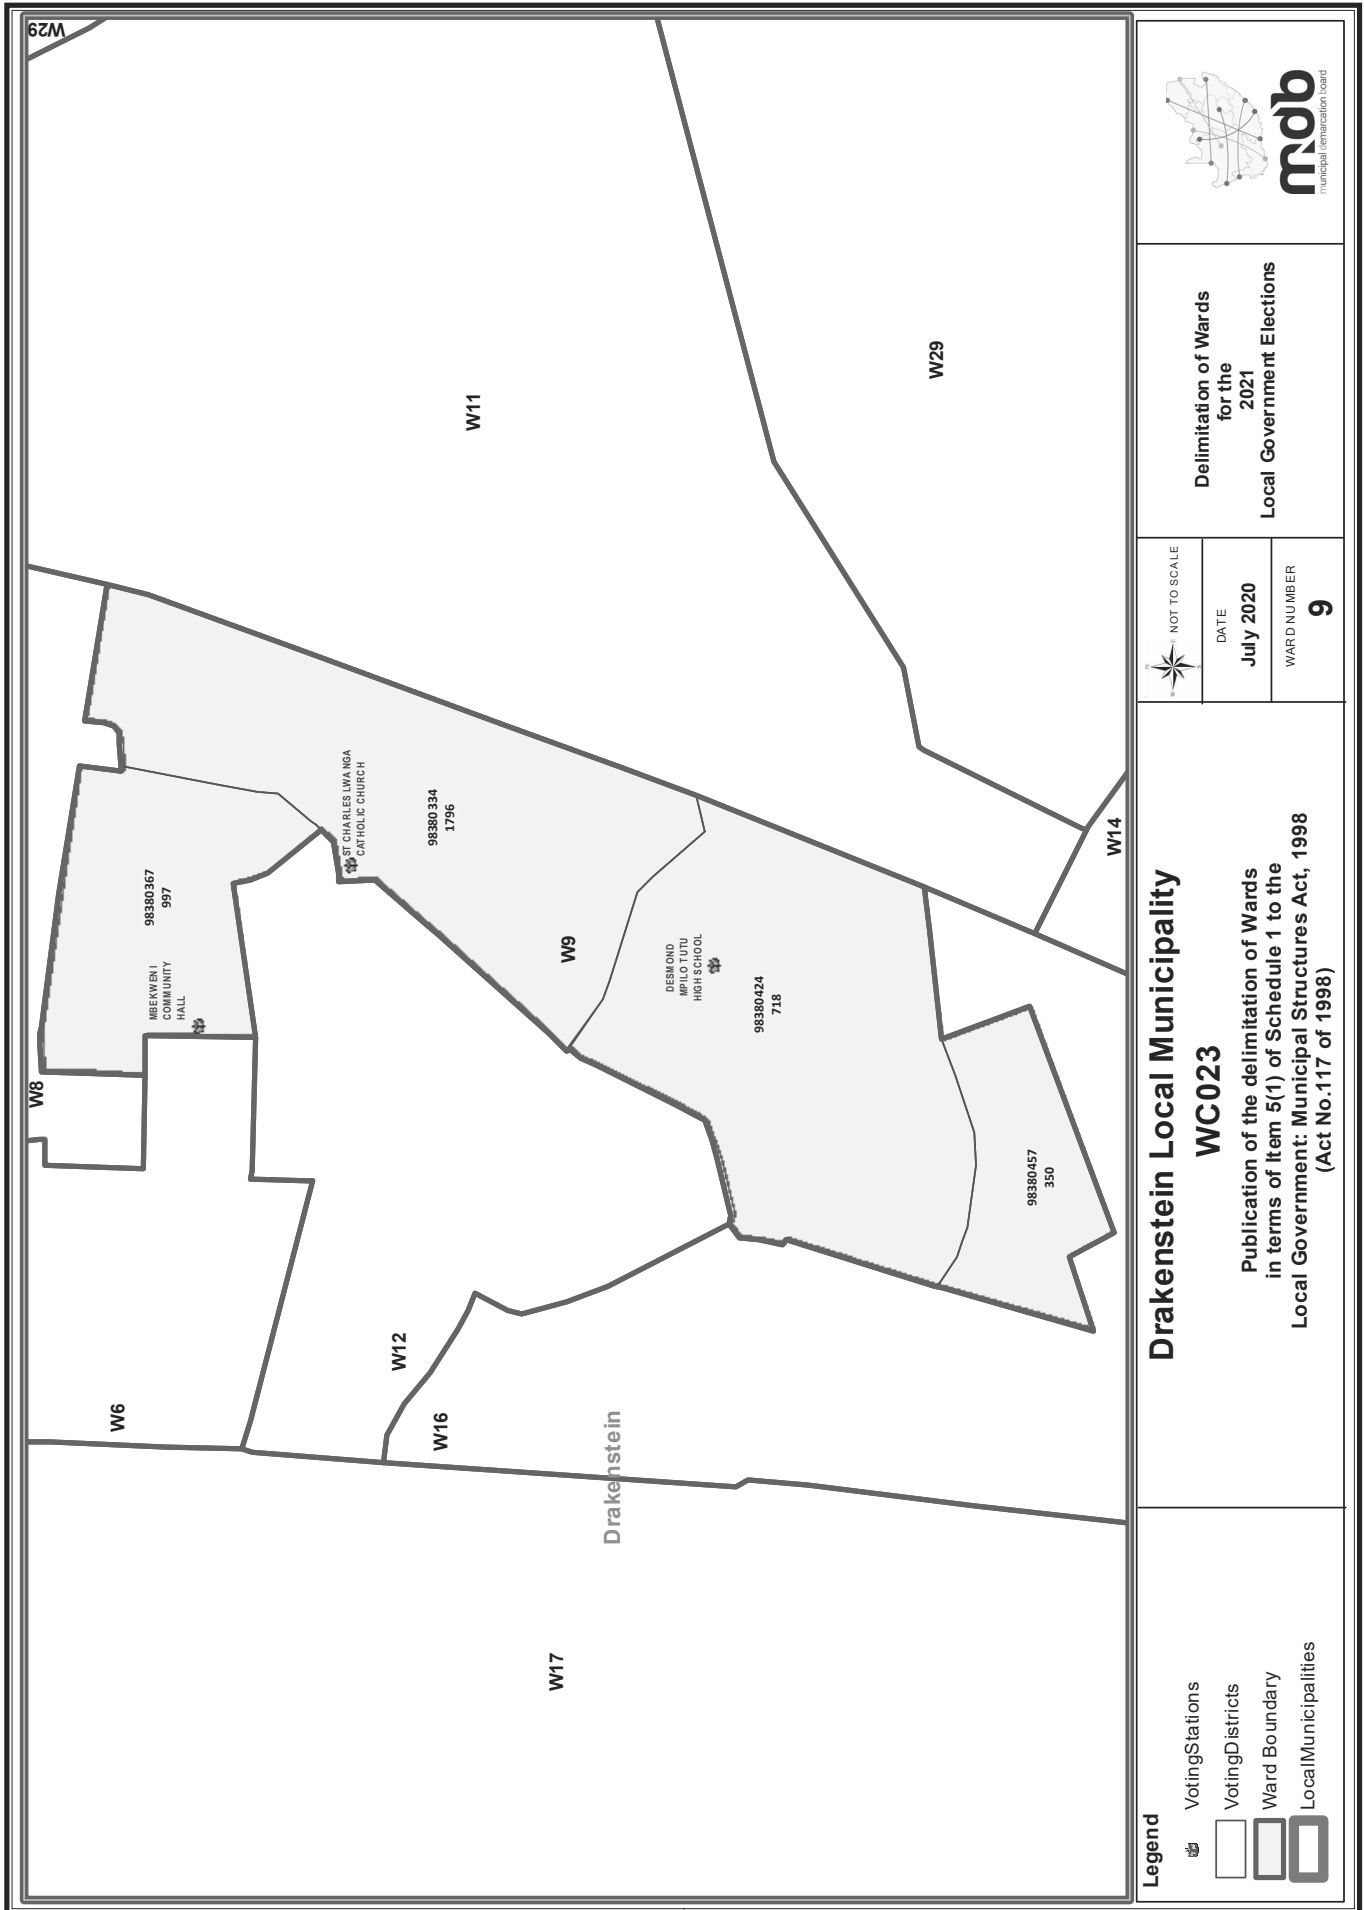 W29
W11
W29
W14
W8
W9
W6
W12
W16
W17
Drakenstein
MBEKWENI
COMMUNITY
HALL
98380367
997
ST CHARLES LWANGA
CATHOLIC CHURCH
98380334
1796
DESMOND
MPILO TUTU
HIGH SCHOOL
98380424
718
98380457
350
Legend
VotingStations
VotingDistricts
Ward Boundary
LocalMunicipalities
Drakenstein Local Municipality
WC023
Publication of the delimitation of Wards
in terms of Item 5(1) of Schedule 1 to the
Local Government: Municipal Structures Act, 1998
(Act No.117 of 1998)
N
E
S
W
NOT TO SCALE
DATE
July 2020
WARD NUMBER
9
Delimitation of Wards
for the
2021
Local Government Elections
mdb
municipal demarcation board